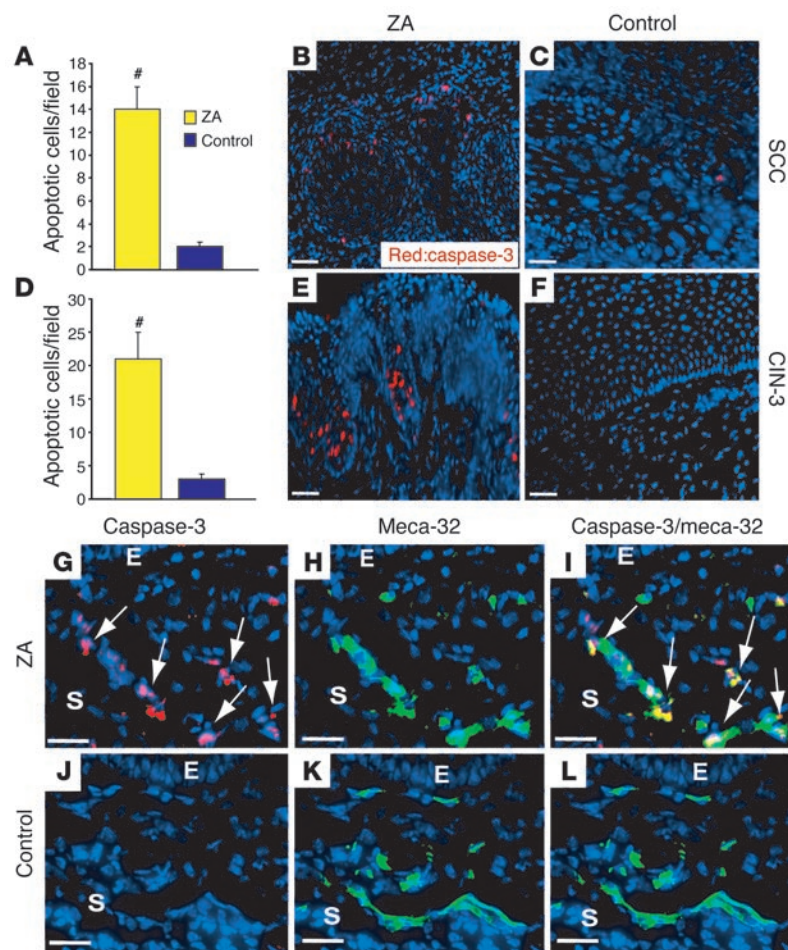 ZA Control
A
Apoptotic cells/field
18
16
14
12
10
8
6
4
2
0
#
ZA
Control
B
Red:caspase-3
C
SCC
D
Apoptotic cells/field
30
25
20
15
10
5
0
#
E
F
CIN-3
Caspase-3 Meca-32 Caspase-3/meca-32
ZA
G E
S
H E
I E
S
Control
J E
S
K E
S
L E
S